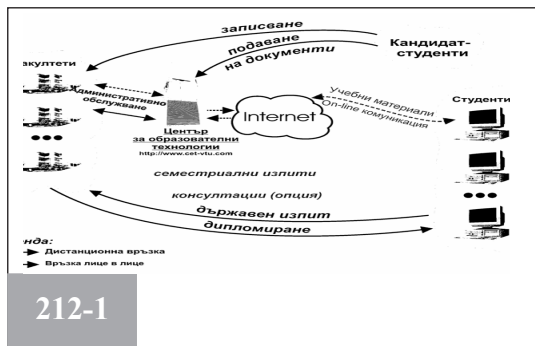 записване
подаване
на документи
Кандидат-
студенти
акултети
Административно
обслужване
Център
за образователни
технологии
http://www.cet-vtu.com
Internet
Учебни материали
On-line комуникация
Студенти
семестриални изпити
консултации (опция)
държавен изпит
дипломиране
нда:
Дистанционна връзка
Връзка лице в лице
212-1